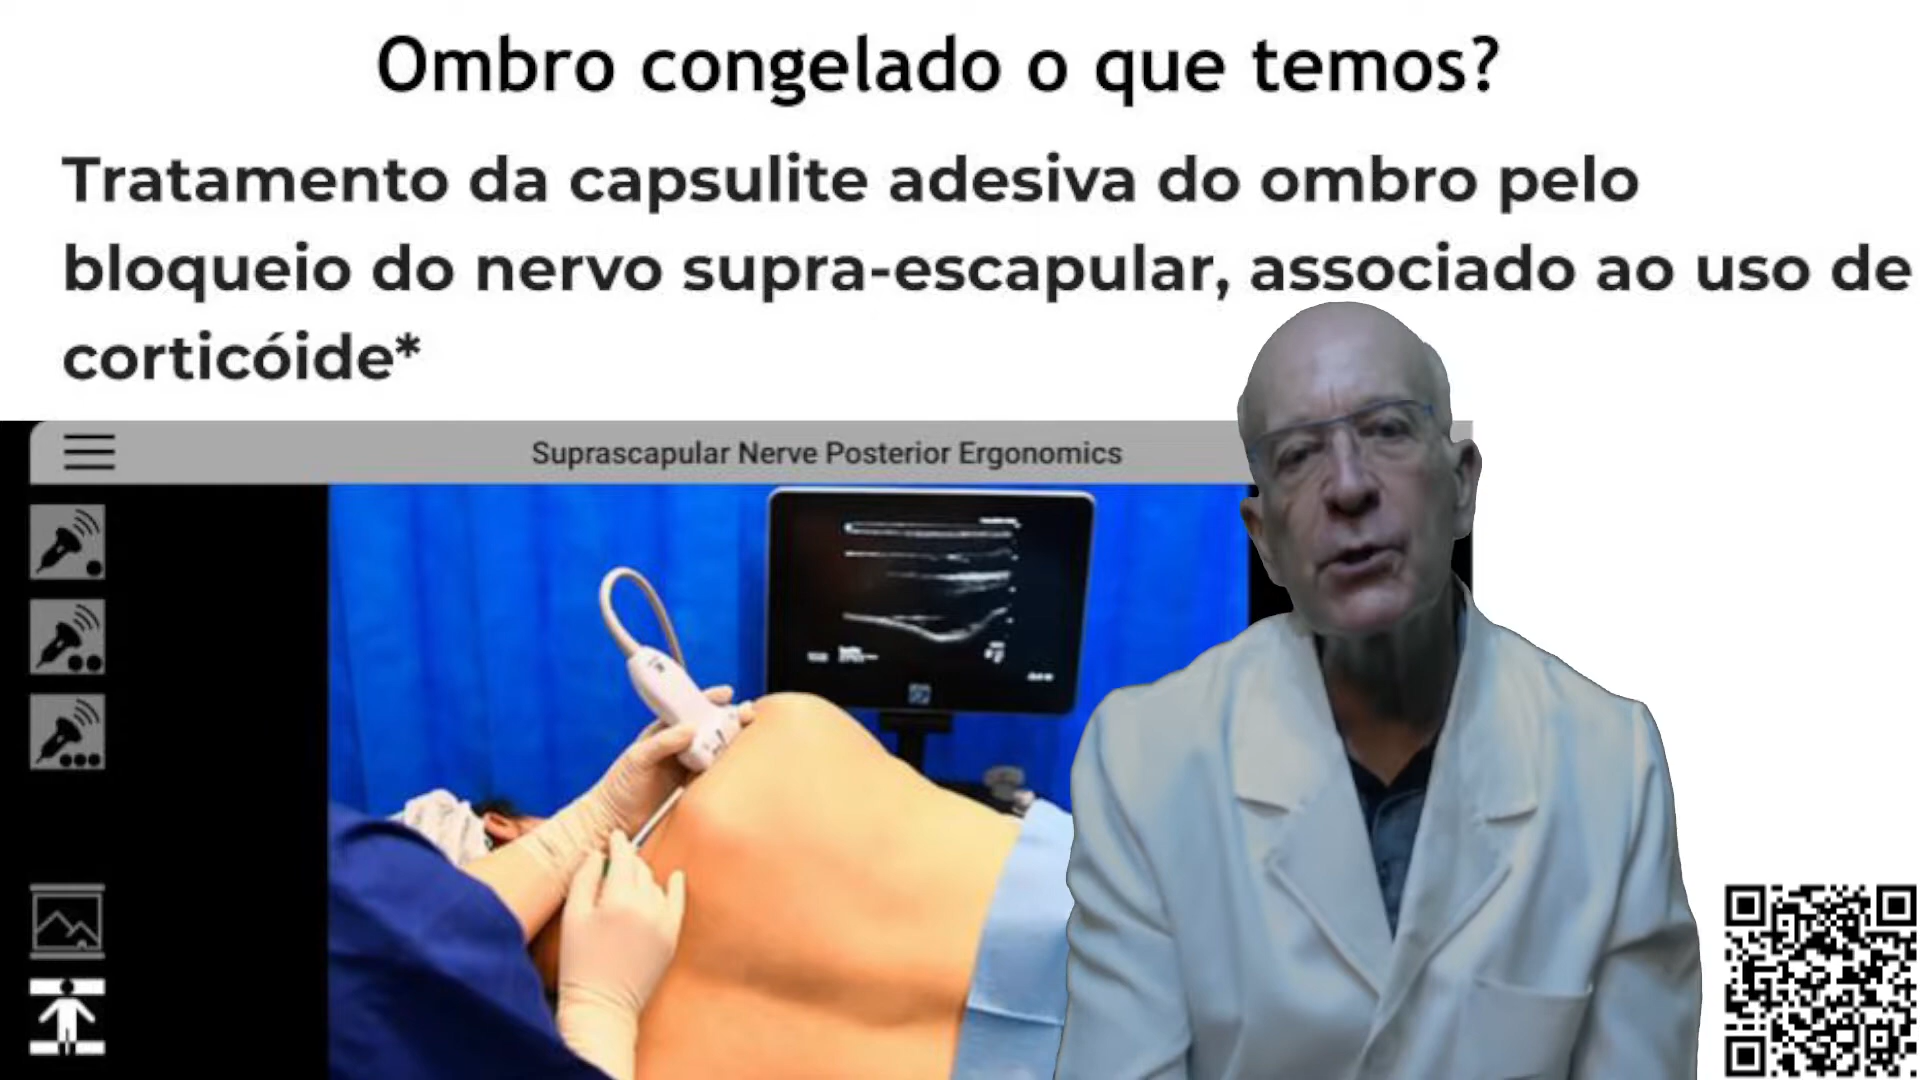 Ombro congelado o que temos?
Tratamento da capsulite adesiva do ombro pelo
bloqueio do nervo supra-escapular, associado ao uso de
corticóide*
Suprascapular Nerve Posterior Ergonomics